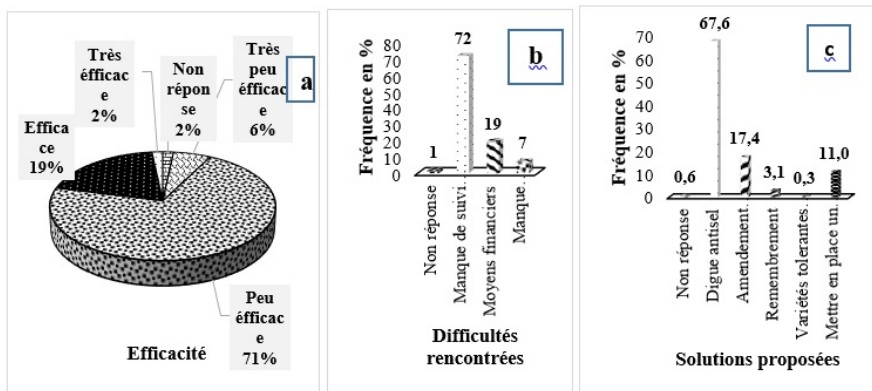 a
Très
éfficac
e
2%
Non
répon
se
2%
Très
peu
éfficac
e
6%
Effica
ce
19%
Peu
éfficac
e
71%
Efficacité
b
Fréquence en %
80
70
60
50
40
30
20
10
0
1
72
19
7
Non réponse
Manque de suivi.
Moyens financiers
Manque.
Difficultés
rencontrées
c
Fréquence en %
70
60
50
40
30
20
10
0
0,6
67,6
17,4
3,1
0,3
11,0
Non réponse
Digue antisel
Amendement.
Remembrement
Variétés tolerantes.
Mettre en place un.
Solutions proposées